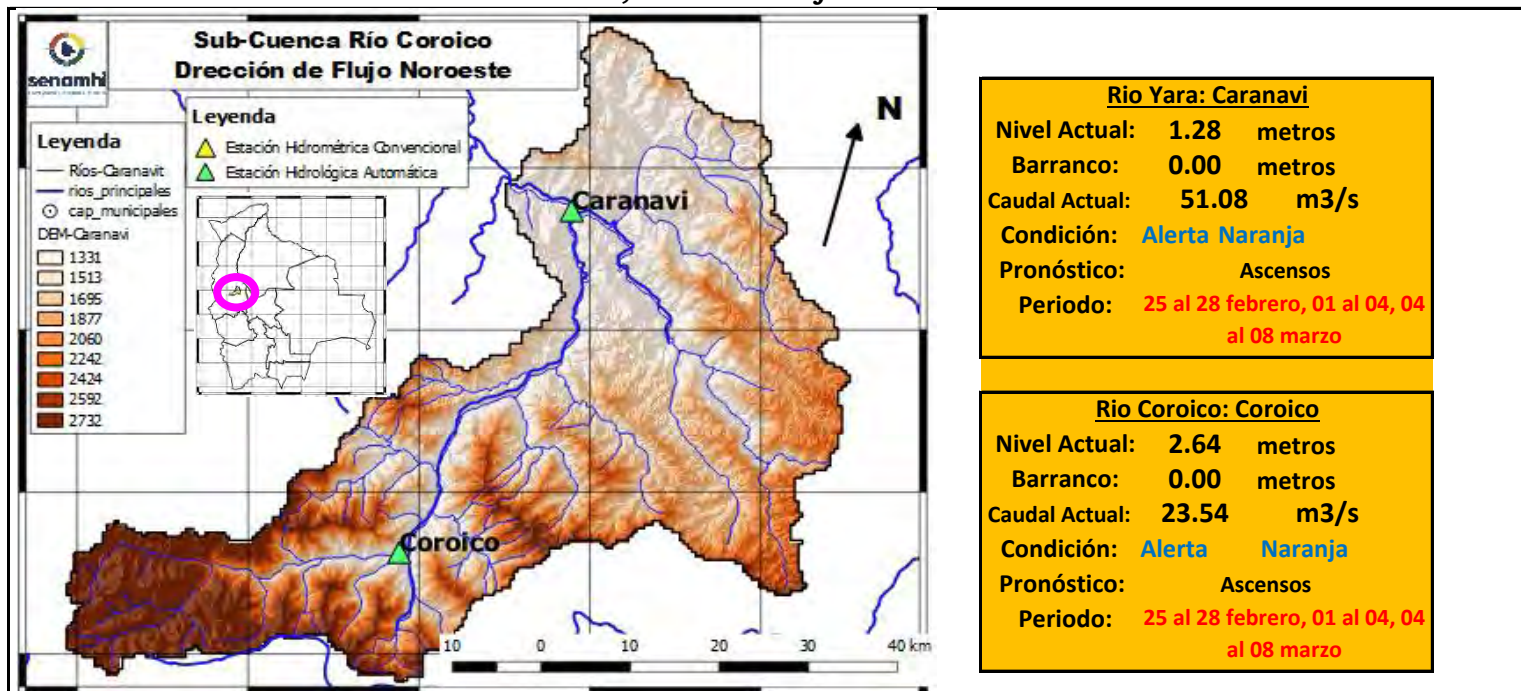 senamhi
Sub-Cuenca Río Coroico
Drección de Flujo Noroeste
Leyenda
Estación Hidrométrica Convencional
Estación Hidrológica Automática
Leyenda
Ríos-Caranavit
rios_principales
cap_municipales
DEM-Caranavi
1331
1513
1695
1877
2060
2242
2424
2592
2732
N
Caranavi
Coroico
10 0 10 20 30 40 km
Rio Yara: Caranavi
Nivel Actual: 1.28 metros
Barranco: 0.00 metros
Caudal Actual: 51.08 m3/s
Condición: Alerta Naranja
Pronóstico: Ascensos
Periodo: 25 al 28 febrero, 01 al 04, 04
al 08 marzo
Rio Coroico: Coroico
Nivel Actual: 2.64 metros
Barranco: 0.00 metros
Caudal Actual: 23.54 m3/s
Condición: Alerta Naranja
Pronóstico: Ascensos
Periodo: 25 al 28 febrero, 01 al 04, 04
al 08 marzo